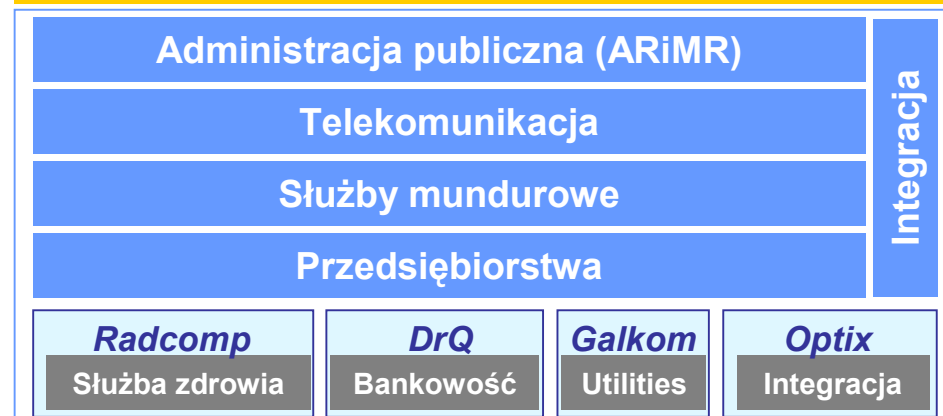 Administracja publiczna (ARiMR)
Telekomunikacja
Służby mundurowe
Przedsiębiorstwa
Integracja
Radcomp
Służba zdrowia
DrQ
Bankowość
Galkom
Utilities
Optix
Integracja